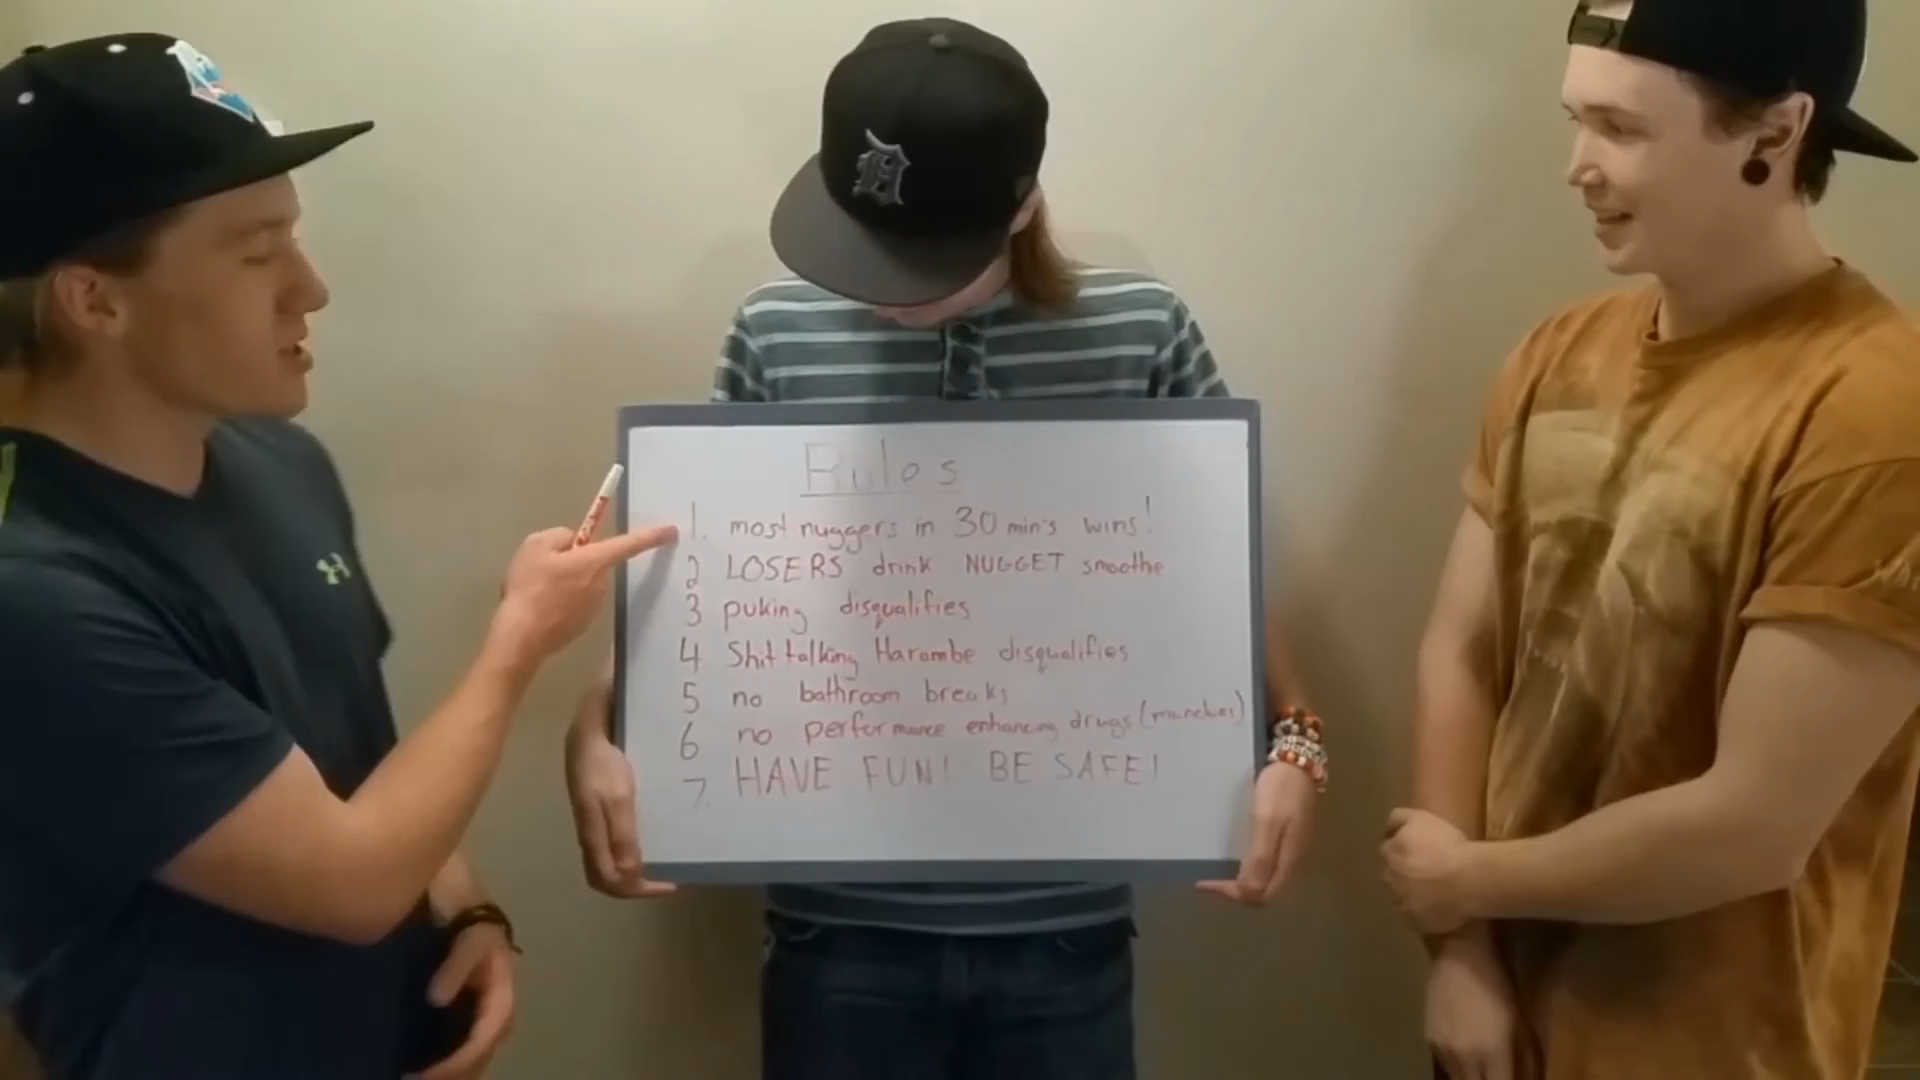 Rules
1. most nuggers in 30 min's wins!
2 LOSERS drink NUGGET smoothe
3 puking disqualifies
4 Shit talking Harambe disqualifies
5 no bathroom breaks
6 no performance enhancing drugs (munchies)
7. HAVE FUN! BE SAFE!